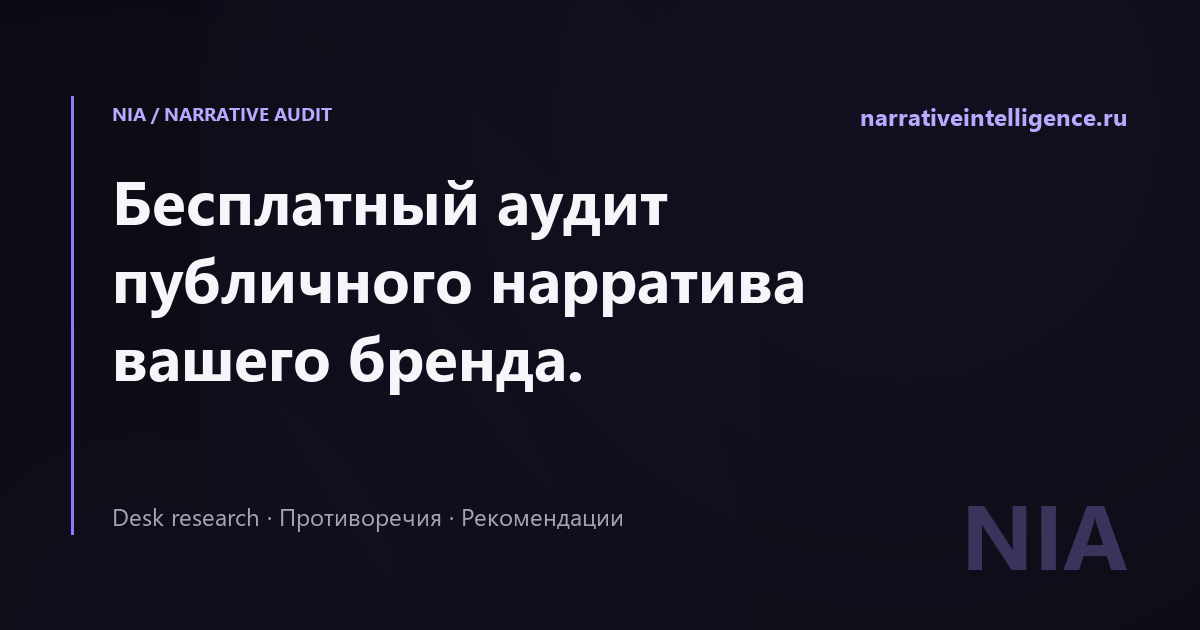 NIA / NARRATIVE AUDIT
narrativeintelligence.ru
Бесплатный аудит
публичного нарратива
вашего бренда.
Desk research · Противоречия · Рекомендации
NIA